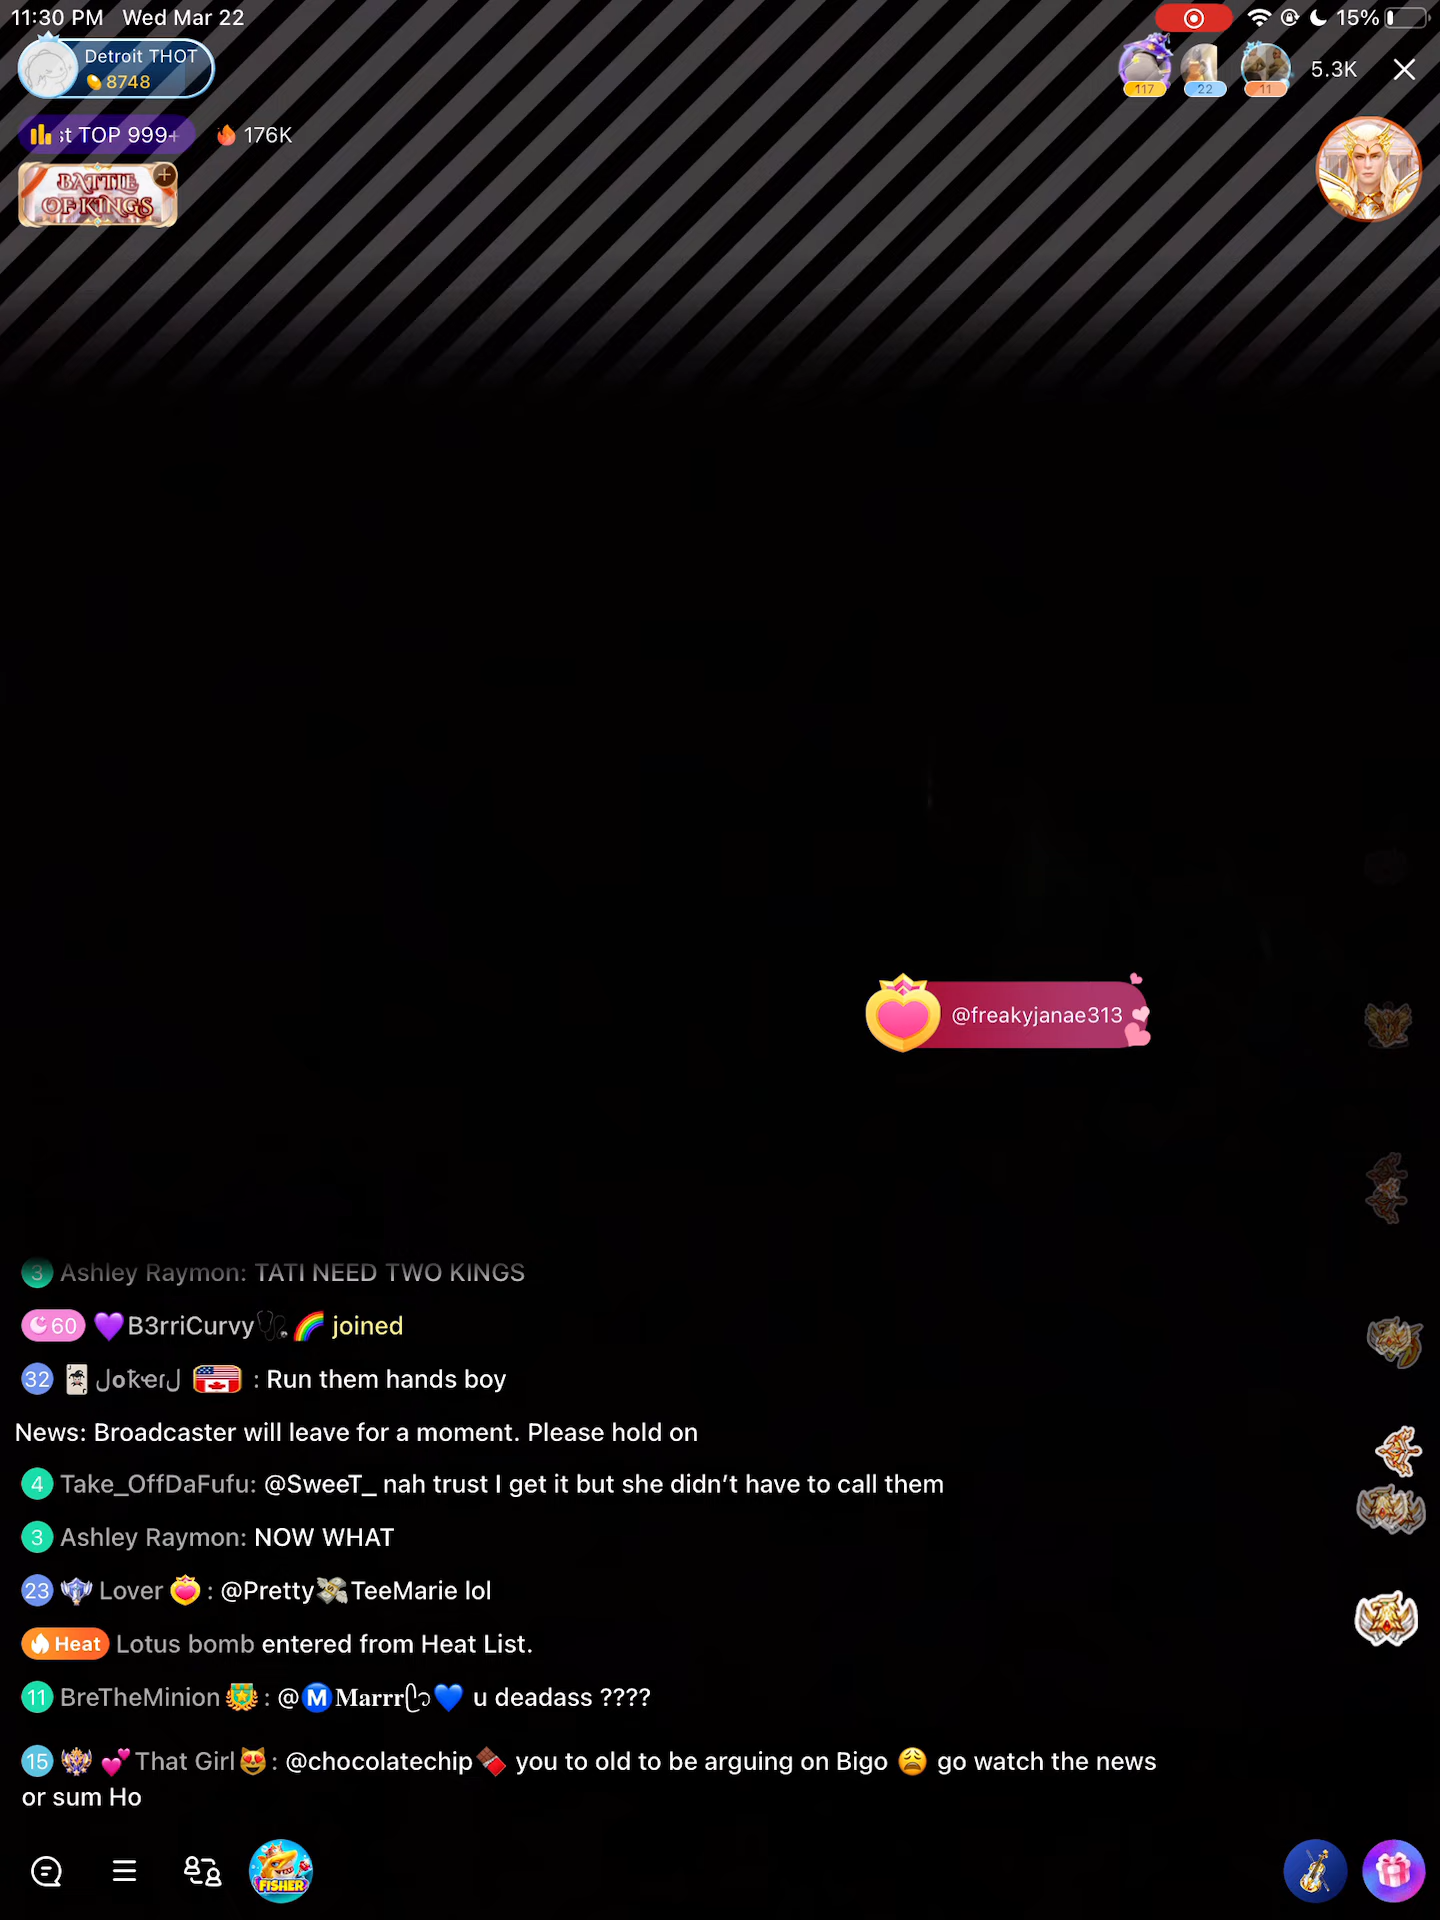 11:30 PM Wed Mar 22
15%
Detroit THOT
8748
117
22
11
5.3K
st TOP 999+
176K
BATTLE
OF KINGS
@freakyjanae313
3 Ashley Raymon: TATI NEED TWO KINGS
60 💜B3rriCurvy🩺🌈 joined
32 🃏 Jokerل : Run them hands boy
News: Broadcaster will leave for a moment. Please hold on
4 Take_OffDaFufu: @SweeT_ nah trust I get it but she didn’t have to call them
3 Ashley Raymon: NOW WHAT
23 Lover : @Pretty💸TeeMarie lol
Heat Lotus bomb entered from Heat List.
11 BreTheMinion : @Ⓜ️𝐌𝐚𝐫𝐫𝐫💙 u deadass ????
15 💕That Girl😻: @chocolatechip🍫 you to old to be arguing on Bigo 😩 go watch the news
or sum Ho
FISHER